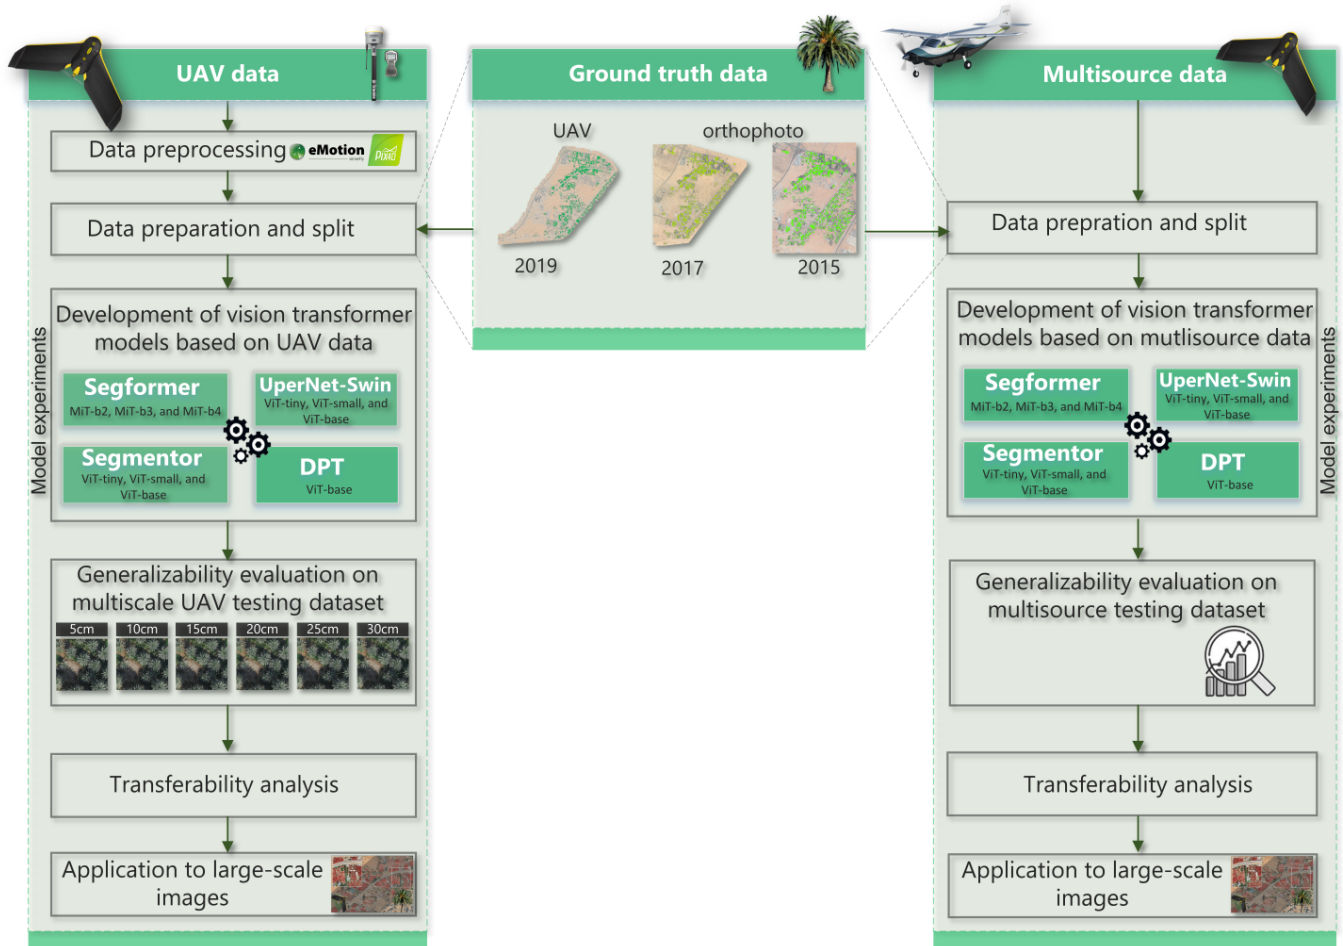 UAV data
Data preprocessing
eMotion
Data preparation and split
Development of vision transformer
models based on UAV data
Model experiments
Segformer
MiT-b2, MiT-b3, and MiT-b4
UperNet-Swin
ViT-tiny, ViT-small, and
ViT-base
Segmentor
ViT-tiny, ViT-small, and
ViT-base
DPT
ViT-base
Generalizability evaluation on
multiscale UAV testing dataset
5cm 10cm 15cm 20cm 25cm 30cm
Transferability analysis
Application to large-scale
images
Ground truth data
UAV orthophoto
2019 2017 2015
Multisource data
Data prepration and split
Development of vision transformer
models based on mutlisource data
Model experiments
Segformer
MiT-b2, MiT-b3, and MiT-b4
UperNet-Swin
ViT-tiny, ViT-small, and
ViT-base
Segmentor
ViT-tiny, ViT-small, and
ViT-base
DPT
ViT-base
Generalizability evaluation on
multisource testing dataset
Transferability analysis
Application to large-scale
images